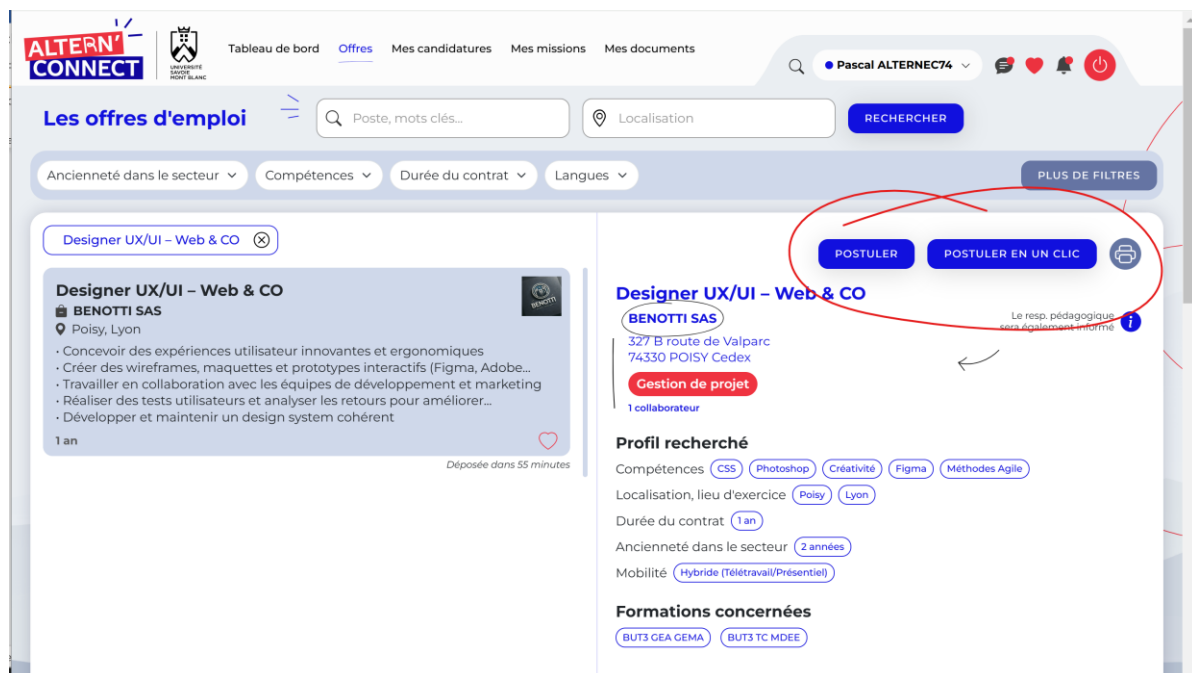 ALTERN'
CONNECT
UNIVERSITÉ
SAVOIE
MONT BLANC
Tableau de bord Offres Mes candidatures Mes missions Mes documents
Pascal ALTERNEC74
Les offres d'emploi
Poste, mots clés...
Localisation
RECHERCHER
Ancienneté dans le secteur Compétences Durée du contrat Langues
PLUS DE FILTRES
Designer UX/UI – Web & CO
Designer UX/UI – Web & CO
BENOTTI SAS
Poisy, Lyon
· Concevoir des expériences utilisateur innovantes et ergonomiques
· Créer des wireframes, maquettes et prototypes interactifs (Figma, Adobe...
· Travailler en collaboration avec les équipes de développement et marketing
· Réaliser des tests utilisateurs et analyser les retours pour améliorer...
· Développer et maintenir un design system cohérent
1 an
BENOTTI
Déposée dans 55 minutes
POSTULER
POSTULER EN UN CLIC
Designer UX/UI – Web & CO
BENOTTI SAS
Le resp. pédagogique
sera également informé
327 B route de Valparc
74330 POISY Cedex
Gestion de projet
1 collaborateur
Profil recherché
Compétences CSS Photoshop Créativité Figma Méthodes Agile
Localisation, lieu d'exercice Poisy Lyon
Durée du contrat 1 an
Ancienneté dans le secteur 2 années
Mobilité Hybride (Télétravail/Présentiel)
Formations concernées
BUT3 GEA GEMA BUT3 TC MDEE